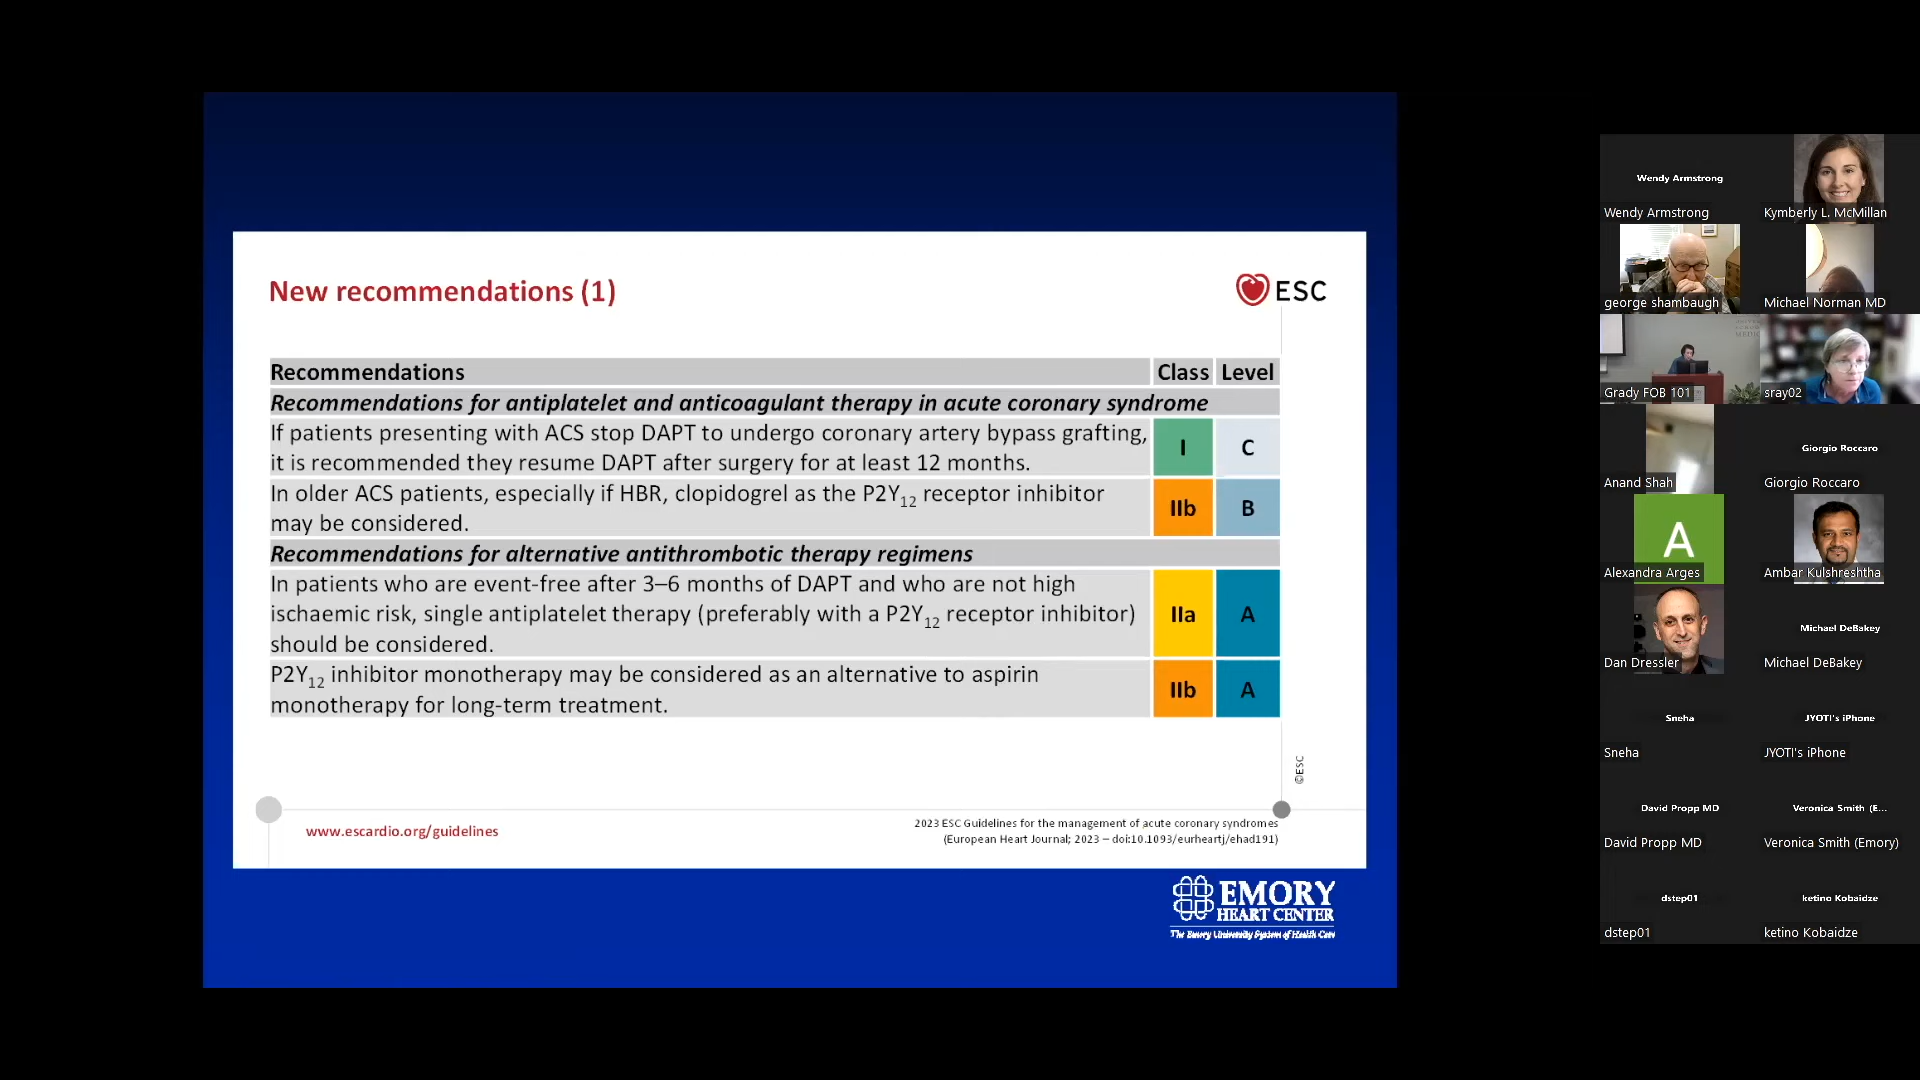 New recommendations (1)
ESC
Recommendations Class Level
Recommendations for antiplatelet and anticoagulant therapy in acute coronary syndrome
If patients presenting with ACS stop DAPT to undergo coronary artery bypass grafting,
it is recommended they resume DAPT after surgery for at least 12 months.
I C
In older ACS patients, especially if HBR, clopidogrel as the P2Y12 receptor inhibitor
may be considered.
IIb B
Recommendations for alternative antithrombotic therapy regimens
In patients who are event-free after 3–6 months of DAPT and who are not high
ischaemic risk, single antiplatelet therapy (preferably with a P2Y12 receptor inhibitor)
should be considered.
IIa A
P2Y12 inhibitor monotherapy may be considered as an alternative to aspirin
monotherapy for long-term treatment.
IIb A
©ESC
www.escardio.org/guidelines
2023 ESC Guidelines for the management of acute coronary syndromes
(European Heart Journal; 2023 – doi:10.1093/eurheartj/ehad191)
EMORY
HEART CENTER
The Emory University System of Health Care
Wendy Armstrong
Wendy Armstrong
Kymberly L. McMillan
george shambaugh
Michael Norman MD
Grady FOB 101
sray02
Anand Shah
Giorgio Roccaro
Giorgio Roccaro
A
Alexandra Arges
Ambar Kulshreshtha
Dan Dressler
Michael DeBakey
Michael DeBakey
Sneha
Sneha
JYOTI's iPhone
JYOTI's iPhone
David Propp MD
David Propp MD
Veronica Smith (E...
Veronica Smith (Emory)
dstep01
dstep01
ketino Kobaidze
ketino Kobaidze